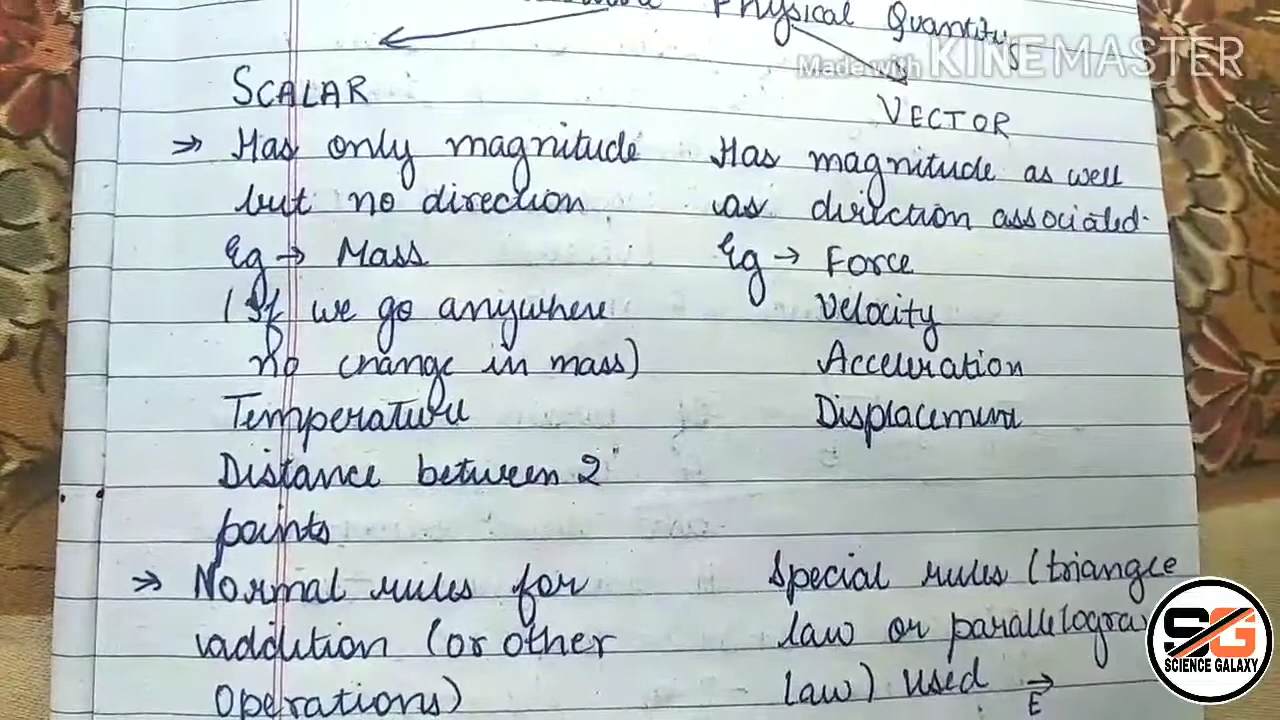 Physical Quantity
Made with KINEMASTER
SCALAR
VECTOR
⇒ Has only magnitude
but no direction
Eg → Mass
(If we go anywhere
no change in mass)
Temperature
Distance between 2
points
⇒ Normal rules for
addition (or other
operations)
Has magnitude as well
as direction associated.
Eg → Force
Velocity
Acceleration
Displacement
Special rules (triangle
law or parallelogra
law) used
E
SG
SCIENCE GALAXY